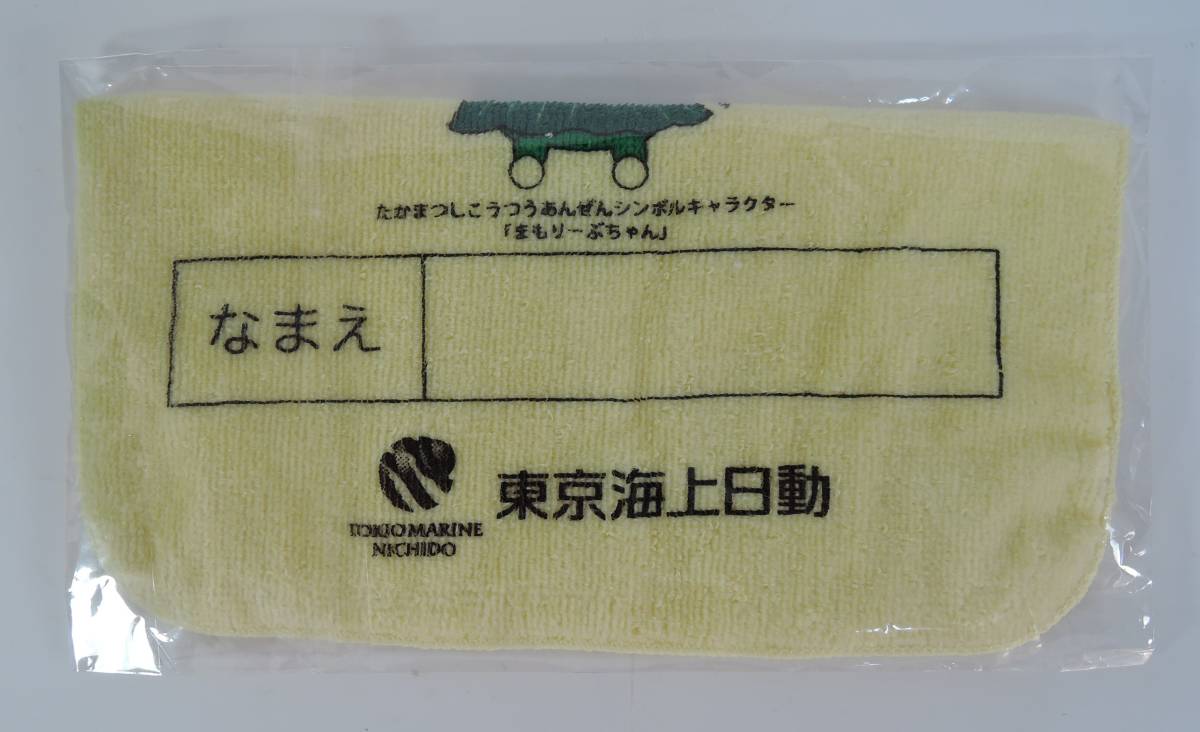 たかまつしこうつうあんぜんシンボルキャラクター
「まもりーぶちゃん」
なまえ
東京海上日動
TOKIO MARINE
NICHIDO